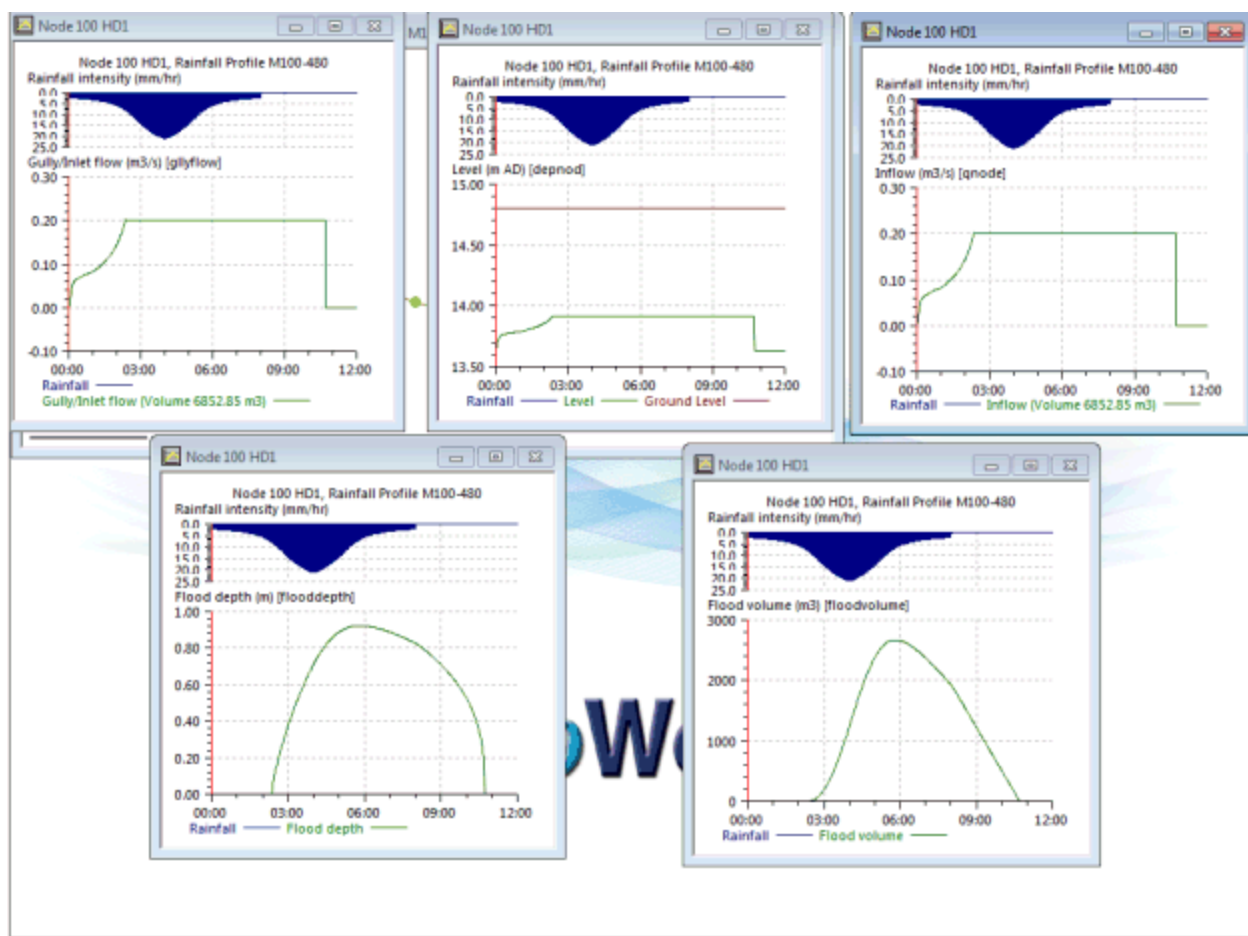 Node 100 HD1
Node 100 HD1, Rainfall Profile M100-480
Rainfall intensity (mm/hr)
0.0
5.0
10.0
15.0
20.0
25.0
Gully/Inlet flow (m3/s) [gllyflow]
0.30
0.20
0.10
0.00
-0.10
00:00 03:00 06:00 09:00 12:00
Rainfall
Gully/Inlet flow (Volume 6852.85 m3)
M1
Node 100 HD1
Node 100 HD1, Rainfall Profile M100-480
Rainfall intensity (mm/hr)
0.0
5.0
10.0
15.0
20.0
25.0
Level (m AD) [depnod]
15.00
14.50
14.00
13.50
00:00 03:00 06:00 09:00 12:00
Rainfall Level Ground Level
Node 100 HD1
Node 100 HD1, Rainfall Profile M100-480
Rainfall intensity (mm/hr)
0.0
5.0
10.0
15.0
20.0
25.0
Inflow (m3/s) [qnode]
0.30
0.20
0.10
0.00
-0.10
00:00 03:00 06:00 09:00 12:00
Rainfall Inflow (Volume 6852.85 m3)
Node 100 HD1
Node 100 HD1, Rainfall Profile M100-480
Rainfall intensity (mm/hr)
0.0
5.0
10.0
15.0
20.0
25.0
Flood depth (m) [flooddepth]
1.00
0.80
0.60
0.40
0.20
0.00
00:00 03:00 06:00 09:00 12:00
Rainfall Flood depth
Node 100 HD1
Node 100 HD1, Rainfall Profile M100-480
Rainfall intensity (mm/hr)
0.0
5.0
10.0
15.0
20.0
25.0
Flood volume (m3) [floodvolume]
3000
2000
1000
0
00:00 03:00 06:00 09:00 12:00
Rainfall Flood volume